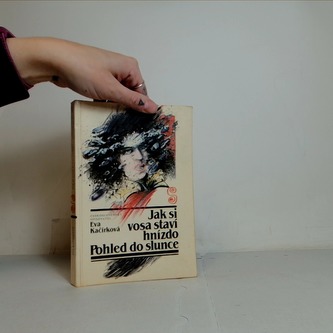 Eva
Kačírková
Jak si
vosa staví
hnízdo
Pohled do slunce